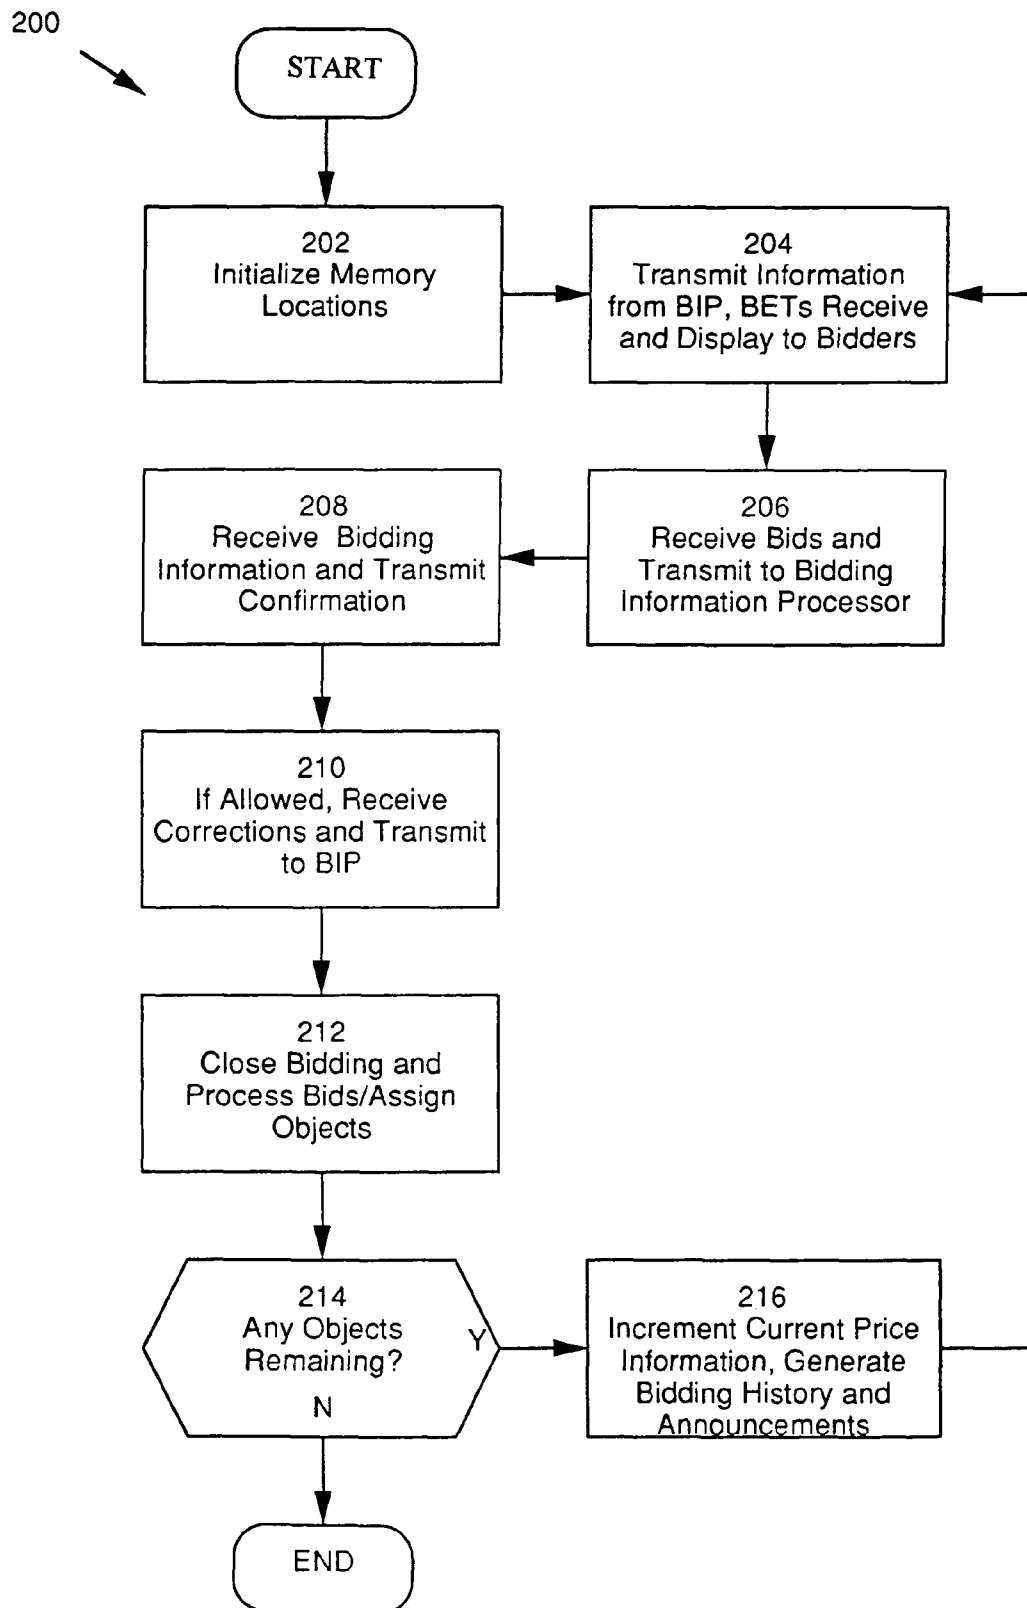 200
START
202
Initialize Memory
Locations
204
Transmit Information
from BIP, BETs Receive
and Display to Bidders
206
Receive Bids and
Transmit to Bidding
Information Processor
208
Receive Bidding
Information and Transmit
Confirmation
210
If Allowed, Receive
Corrections and Transmit
to BIP
212
Close Bidding and
Process Bids/Assign
Objects
214
Any Objects
Remaining?
Y
N
216
Increment Current Price
Information, Generate
Bidding History and
Announcements
END